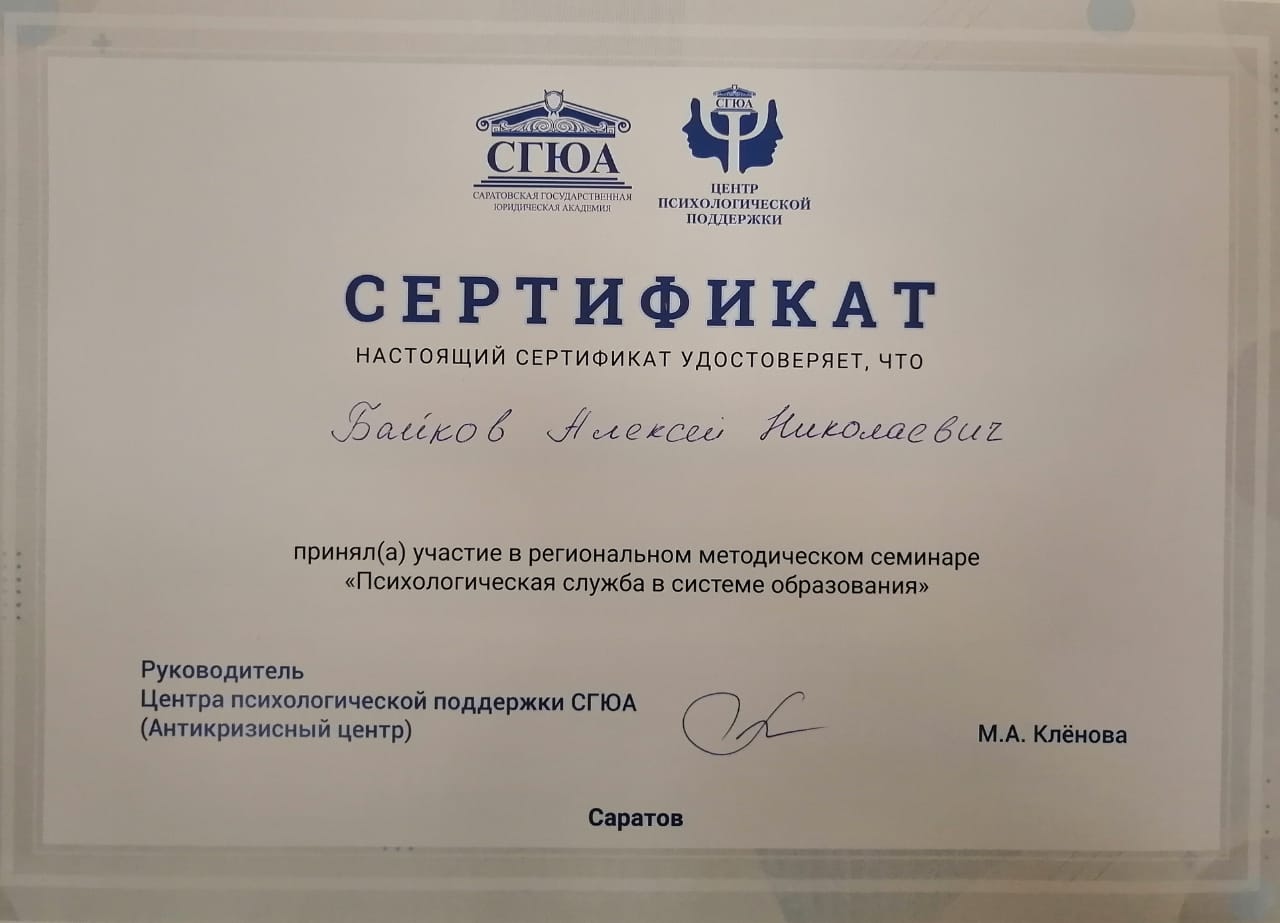 СГЮА
САРАТОВСКАЯ ГОСУДАРСТВЕННАЯ
ЮРИДИЧЕСКАЯ АКАДЕМИЯ
СГЮА
ЦЕНТР
ПСИХОЛОГИЧЕСКОЙ
ПОДДЕРЖКИ
СЕРТИФИКАТ
НАСТОЯЩИЙ СЕРТИФИКАТ УДОСТОВЕРЯЕТ, ЧТО
Байков Алексей Николаевич
принял(а) участие в региональном методическом семинаре
«Психологическая служба в системе образования»
Руководитель
Центра психологической поддержки СГЮА
(Антикризисный центр)
М.А. Клёнова
Саратов